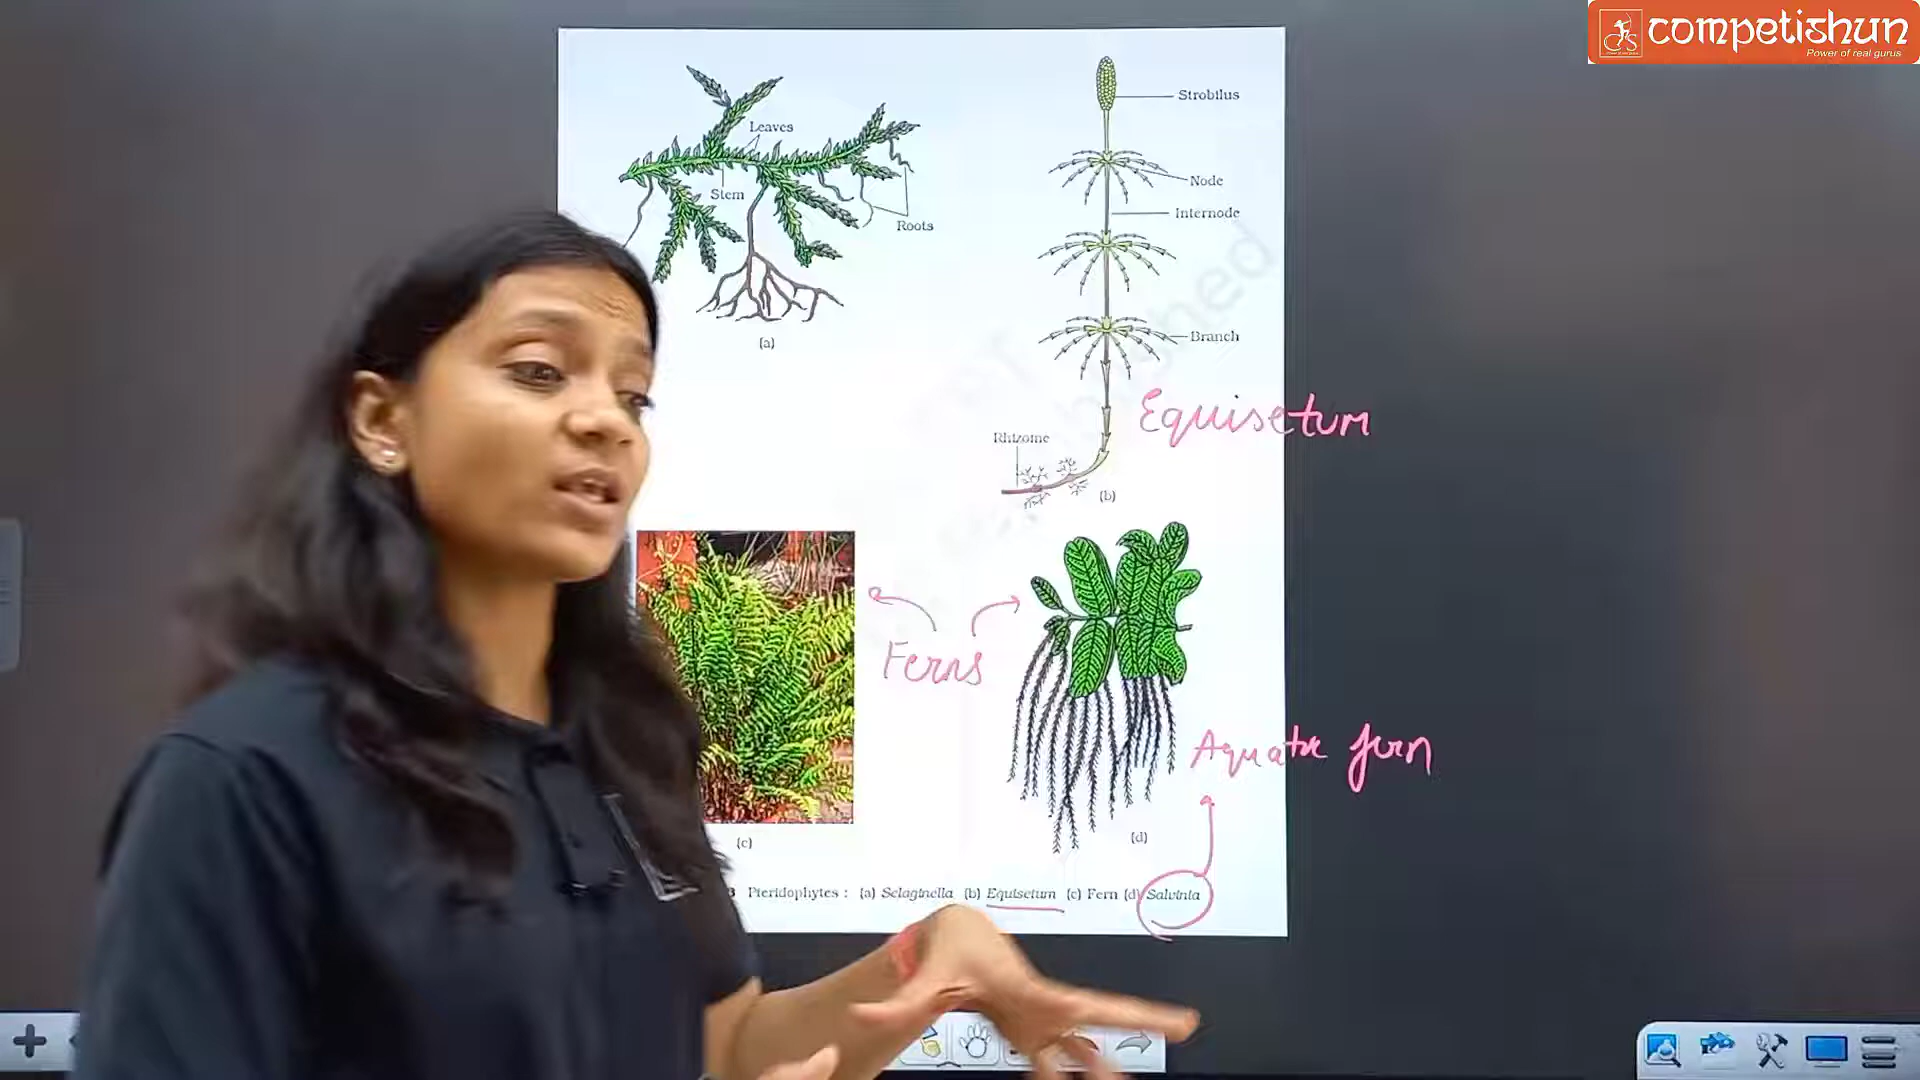 competishun
Power of real gurus
Strobilus
Leaves
Node
Stem
Internode
Roots
(a)
Branch
Equisetum
Rhizome
(b)
Ferns
Aquatic fern
(c)
(d)
3 Pteridophytes : (a) Selaginella (b) Equisetum (c) Fern (d) Salvinia